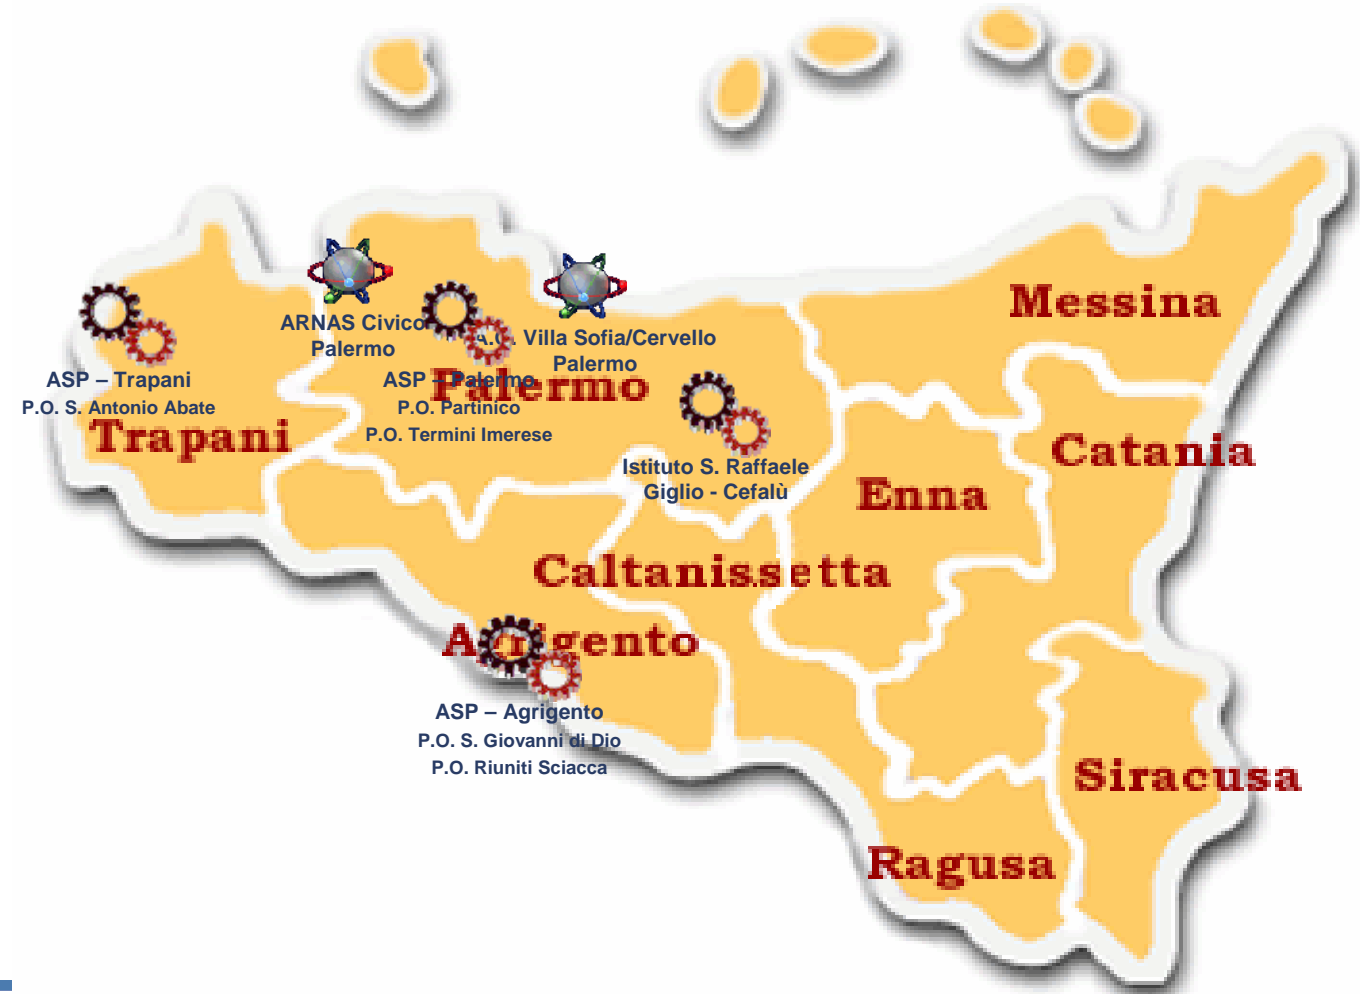 Messina
ARNAS Civico
Palermo
A.O. Villa Sofia/Cervello
Palermo
ASP – Trapani
P.O. S. Antonio Abate
ASP – Palermo
P.O. Partinico
P.O. Termini Imerese
Palermo
Trapani
Istituto S. Raffaele
Giglio - Cefalù
Catania
Enna
Caltanissetta
Agrigento
ASP – Agrigento
P.O. S. Giovanni di Dio
P.O. Riuniti Sciacca
Siracusa
Ragusa